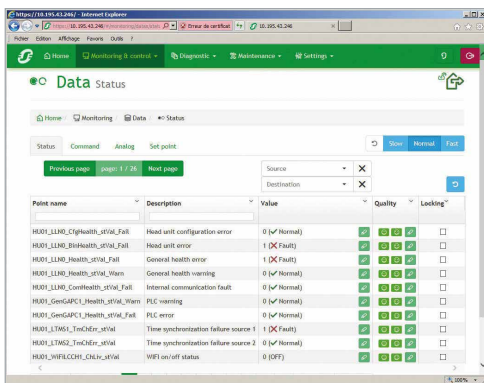 https://10.195.43.246/ - Internet Explorer
Erreur de certificat
10.195.43.246
Fichier Edition Affichage Favoris Outils ?
Home Monitoring & control Diagnostic Maintenance Settings
Data Status
Home / Monitoring / Data / Status
Status Command Analog Set point
Slow Normal Fast
Previous page page: 1 / 26 Next page
Source
Destination
Point name Description Value Quality Locking
HU01_LLN0_CfgHealth_stVal_Fail Head unit configuration error 0 (Normal)
HU01_LLN0_BinHealth_stVal_Fail Head unit error 1 (Fault)
HU01_LLN0_Health_stVal_Fail General health error 1 (Fault)
HU01_LLN0_Health_stVal_Warn General health warning 0 (Normal)
HU01_LLN0_ComHealth_stVal_Fail Internal communication fault 0 (Normal)
HU01_GenGAPC1_Health_stVal_Warn PLC warning 0 (Normal)
HU01_GenGAPC1_Health_stVal_Fail PLC error 0 (Normal)
HU01_LTMS1_TmChErr_stVal Time synchronization failure source 1 1 (Fault)
HU01_LTMS2_TmChErr_stVal Time synchronization failure source 2 0 (Normal)
HU01_WIFILCCH1_ChLiv_stVal WIFI on/off status 0 (OFF)
100%